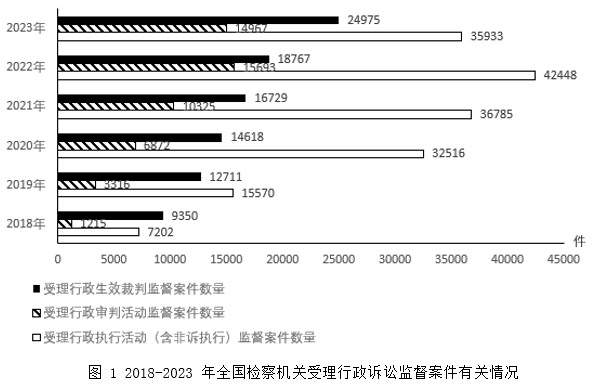 2023年
24975
14967
35933
2022年
18767
15693
42448
2021年
16729
10325
36785
2020年
14618
6872
32516
2019年
12711
3316
15570
2018年
9350
1215
7202
件
0 5000 10000 15000 20000 25000 30000 35000 40000 45000
受理行政生效裁判监督案件数量
受理行政审判活动监督案件数量
受理行政执行活动（含非诉执行）监督案件数量
图 1 2018-2023 年全国检察机关受理行政诉讼监督案件有关情况